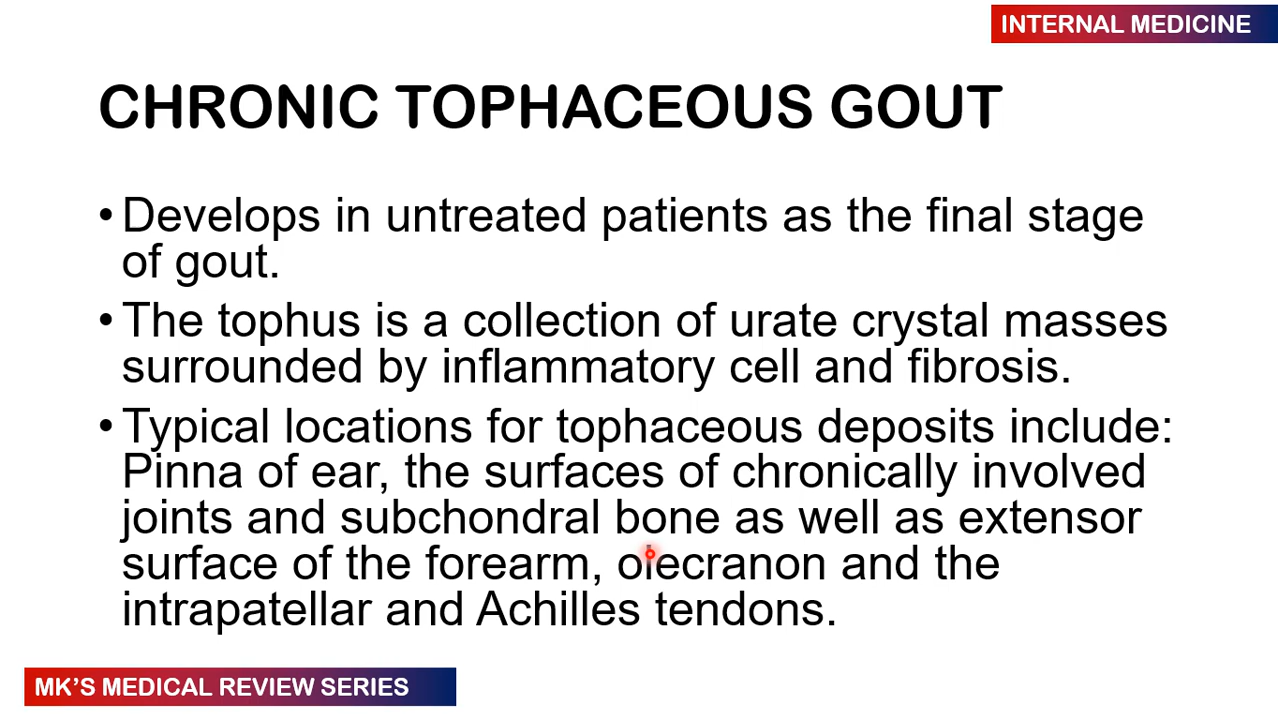 INTERNAL MEDICINE
CHRONIC TOPHACEOUS GOUT
• Develops in untreated patients as the final stage
of gout.
• The tophus is a collection of urate crystal masses
surrounded by inflammatory cell and fibrosis.
• Typical locations for tophaceous deposits include:
Pinna of ear, the surfaces of chronically involved
joints and subchondral bone as well as extensor
surface of the forearm, olecranon and the
intrapatellar and Achilles tendons.
MK’S MEDICAL REVIEW SERIES